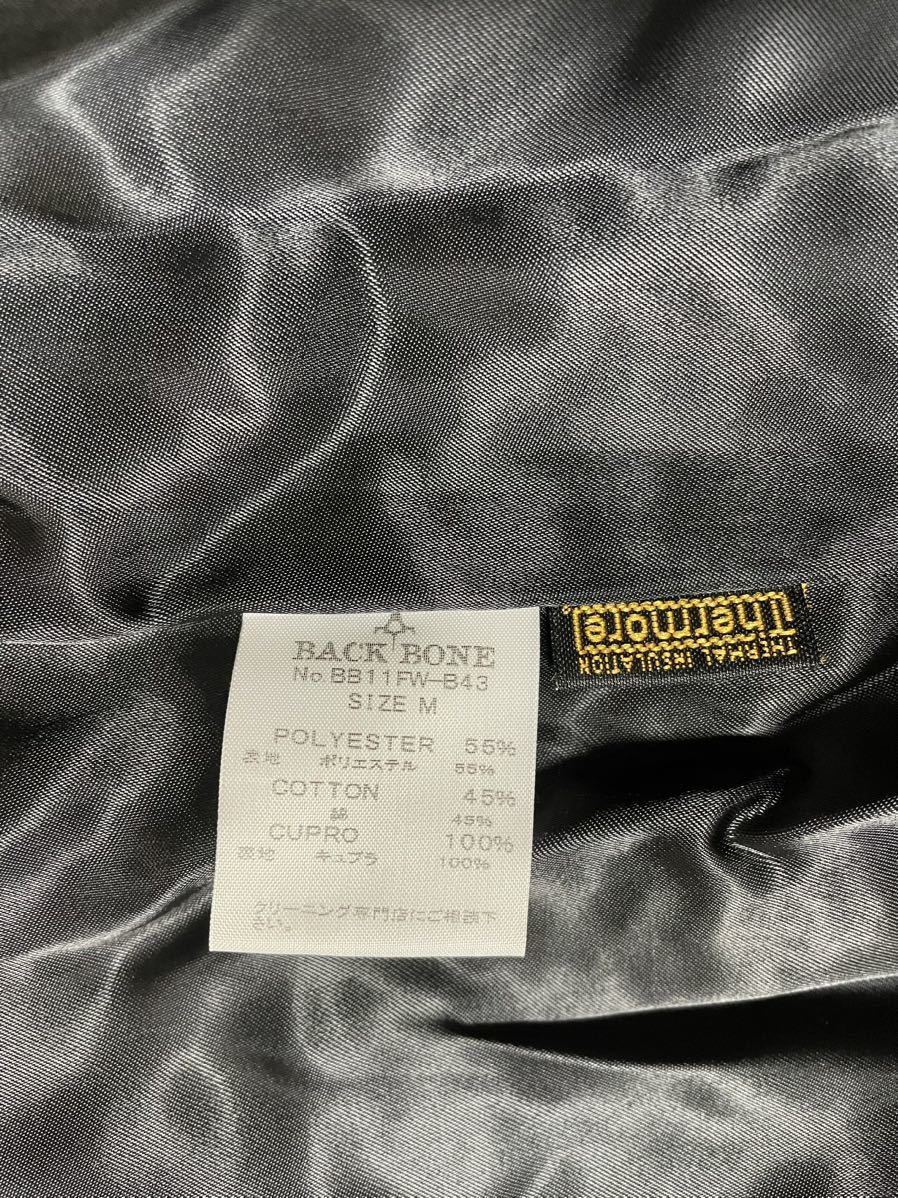 BACK BONE
No.BB11FW-B43
SIZE M
POLYESTER 55%
表地 ポリエステル 55%
COTTON 45%
綿 45%
CUPRO 100%
表地 キュプラ 100%
クリーニング専門店にご相談下
さい。
Thermore
THERMAL INSULATION